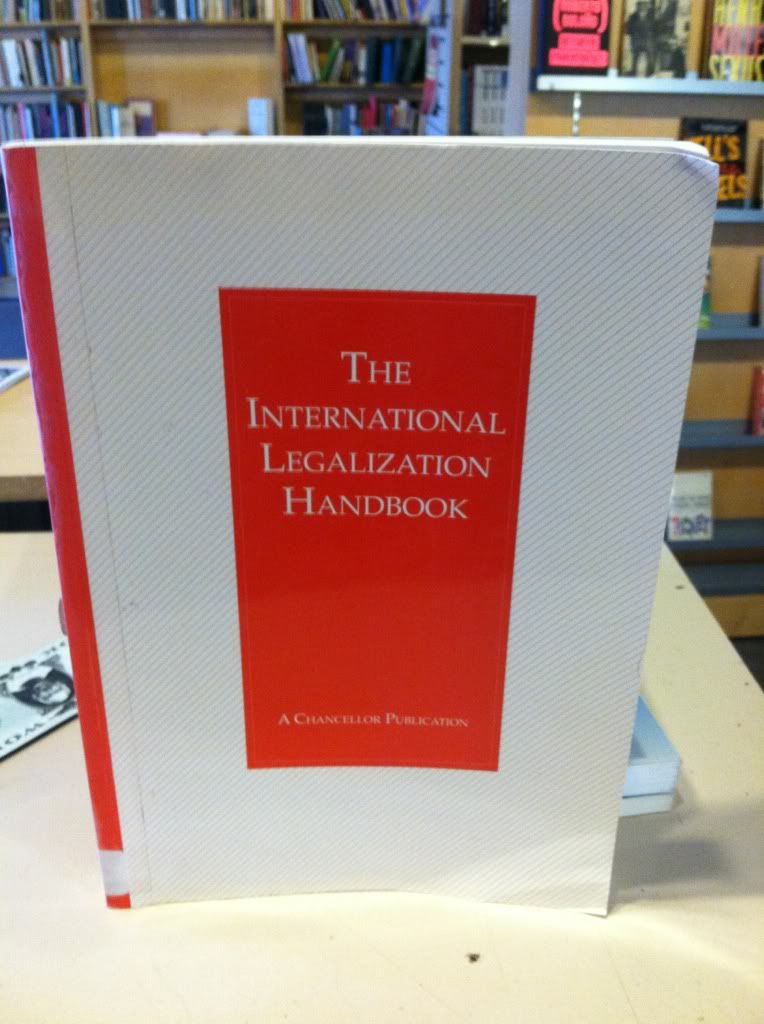 THE
INTERNATIONAL
LEGALIZATION
HANDBOOK
A CHANCELLOR PUBLICATION